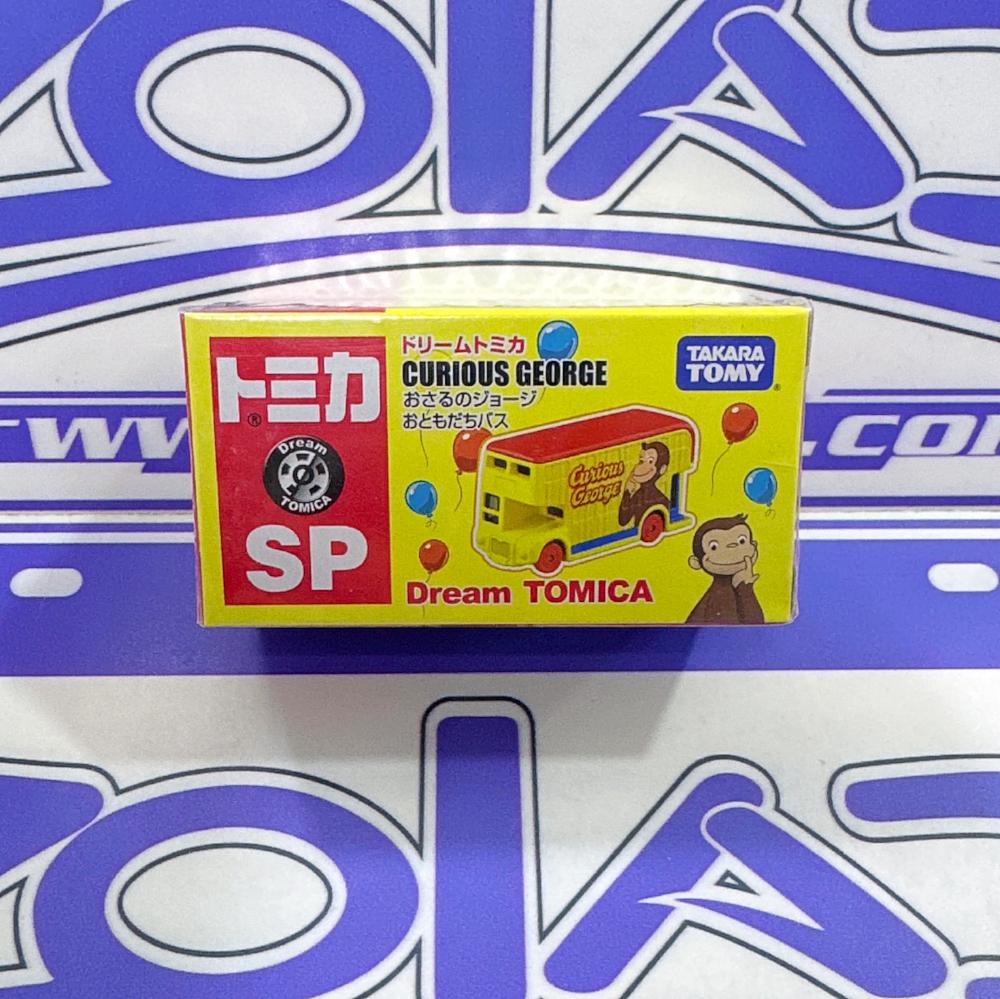 トミカ
®
Dream
TOMICA
SP
ドリームトミカ
CURIOUS GEORGE
おさるのジョージ
おともだちバス
TAKARA
TOMY
®
Curious
George
Dream TOMICA
.com